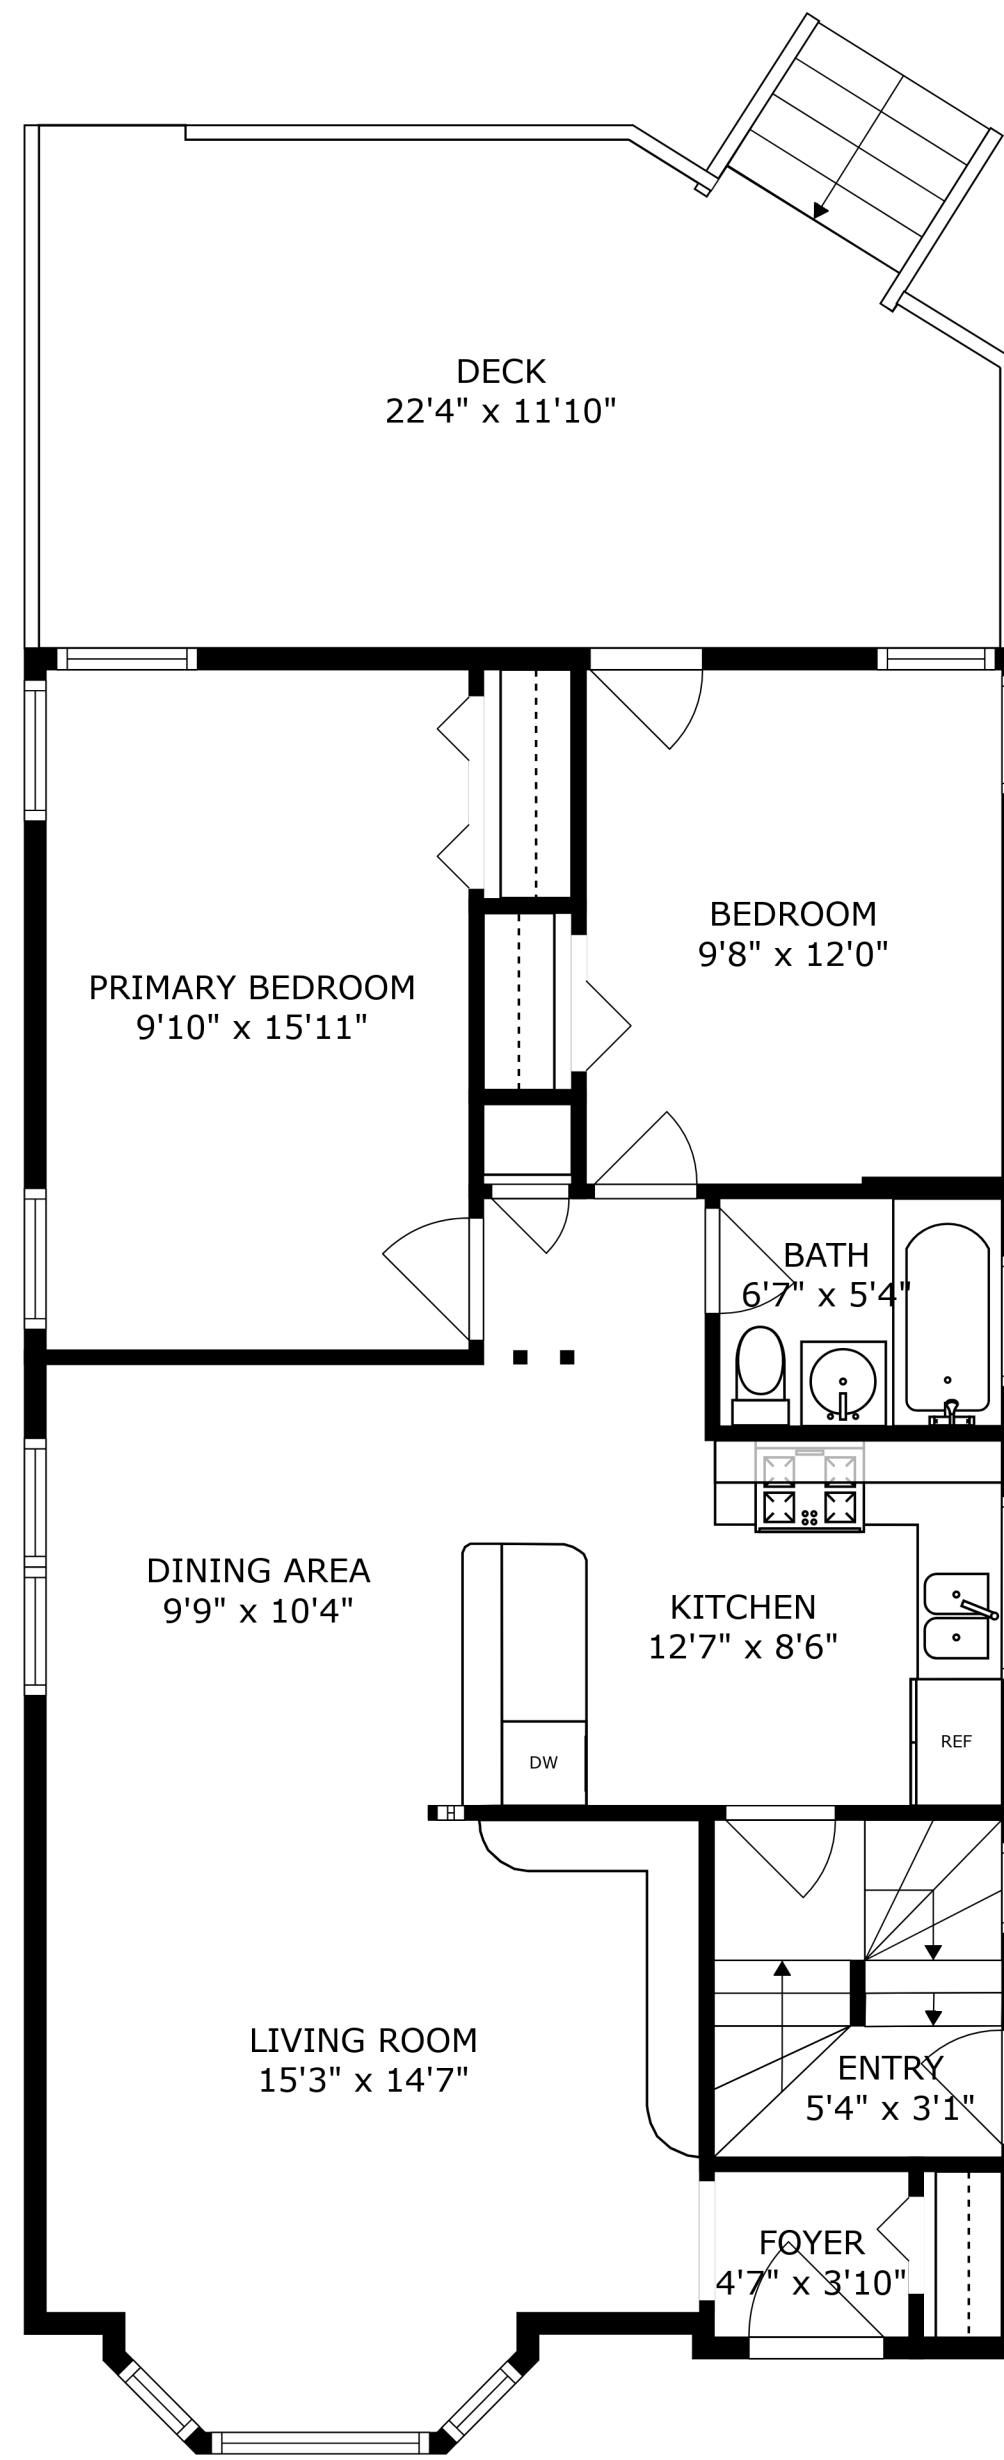 DECK
22'4" x 11'10"
BEDROOM
9'8" x 12'0"
PRIMARY BEDROOM
9'10" x 15'11"
BATH
6'7" x 5'4"
DINING AREA
9'9" x 10'4"
KITCHEN
12'7" x 8'6"
REF
DW
LIVING ROOM
15'3" x 14'7"
ENTRY
5'4" x 3'1"
FOYER
4'7" x 3'10"